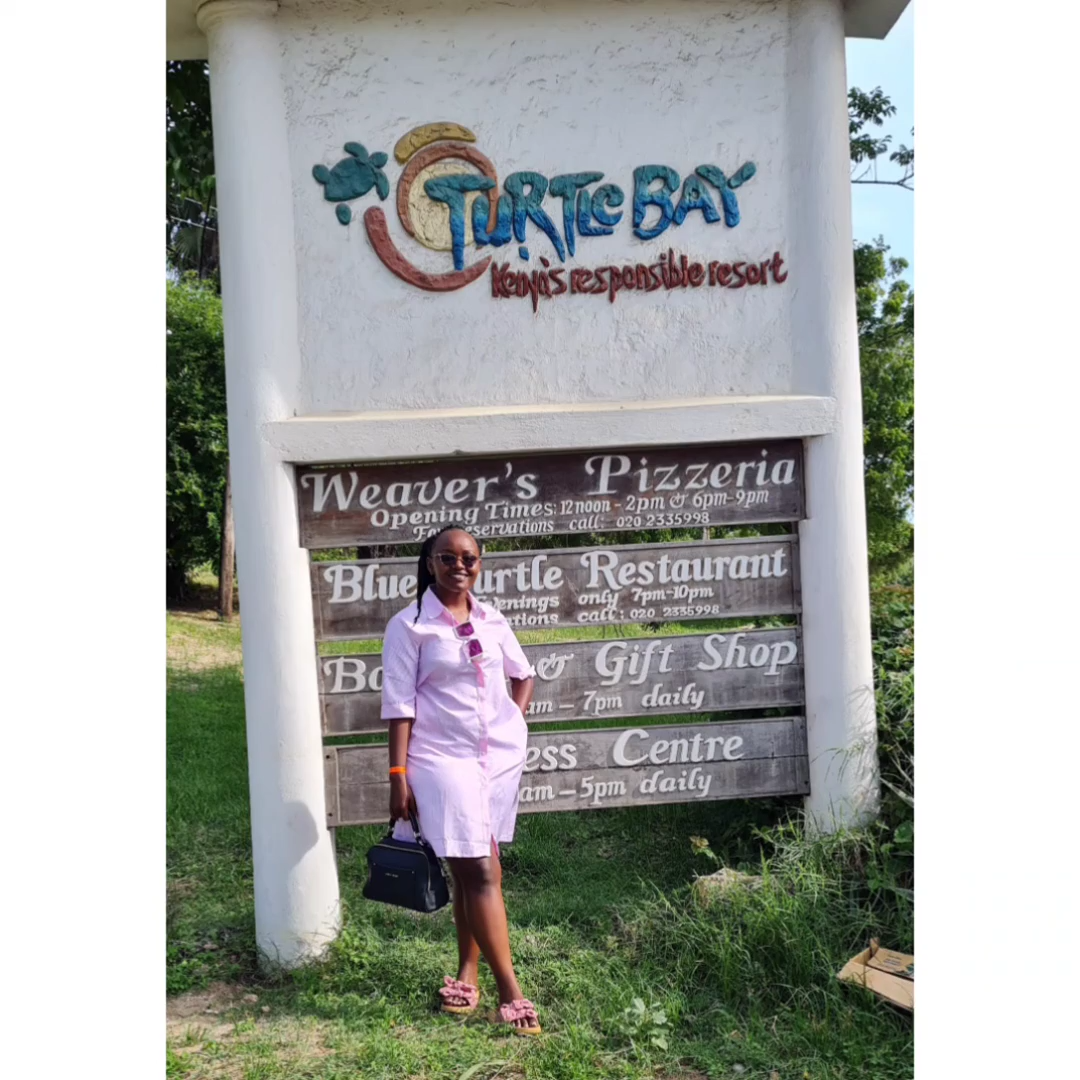 TURTLE BAY
Kenya's responsible resort
Weaver's Pizzeria
Opening Times: 12 noon - 2pm & 6pm-9pm
call: 020 2335998
Blue Restaurant
only 7pm-10pm
call: 020 2335998
& Gift Shop
7pm daily
Centre
5pm daily